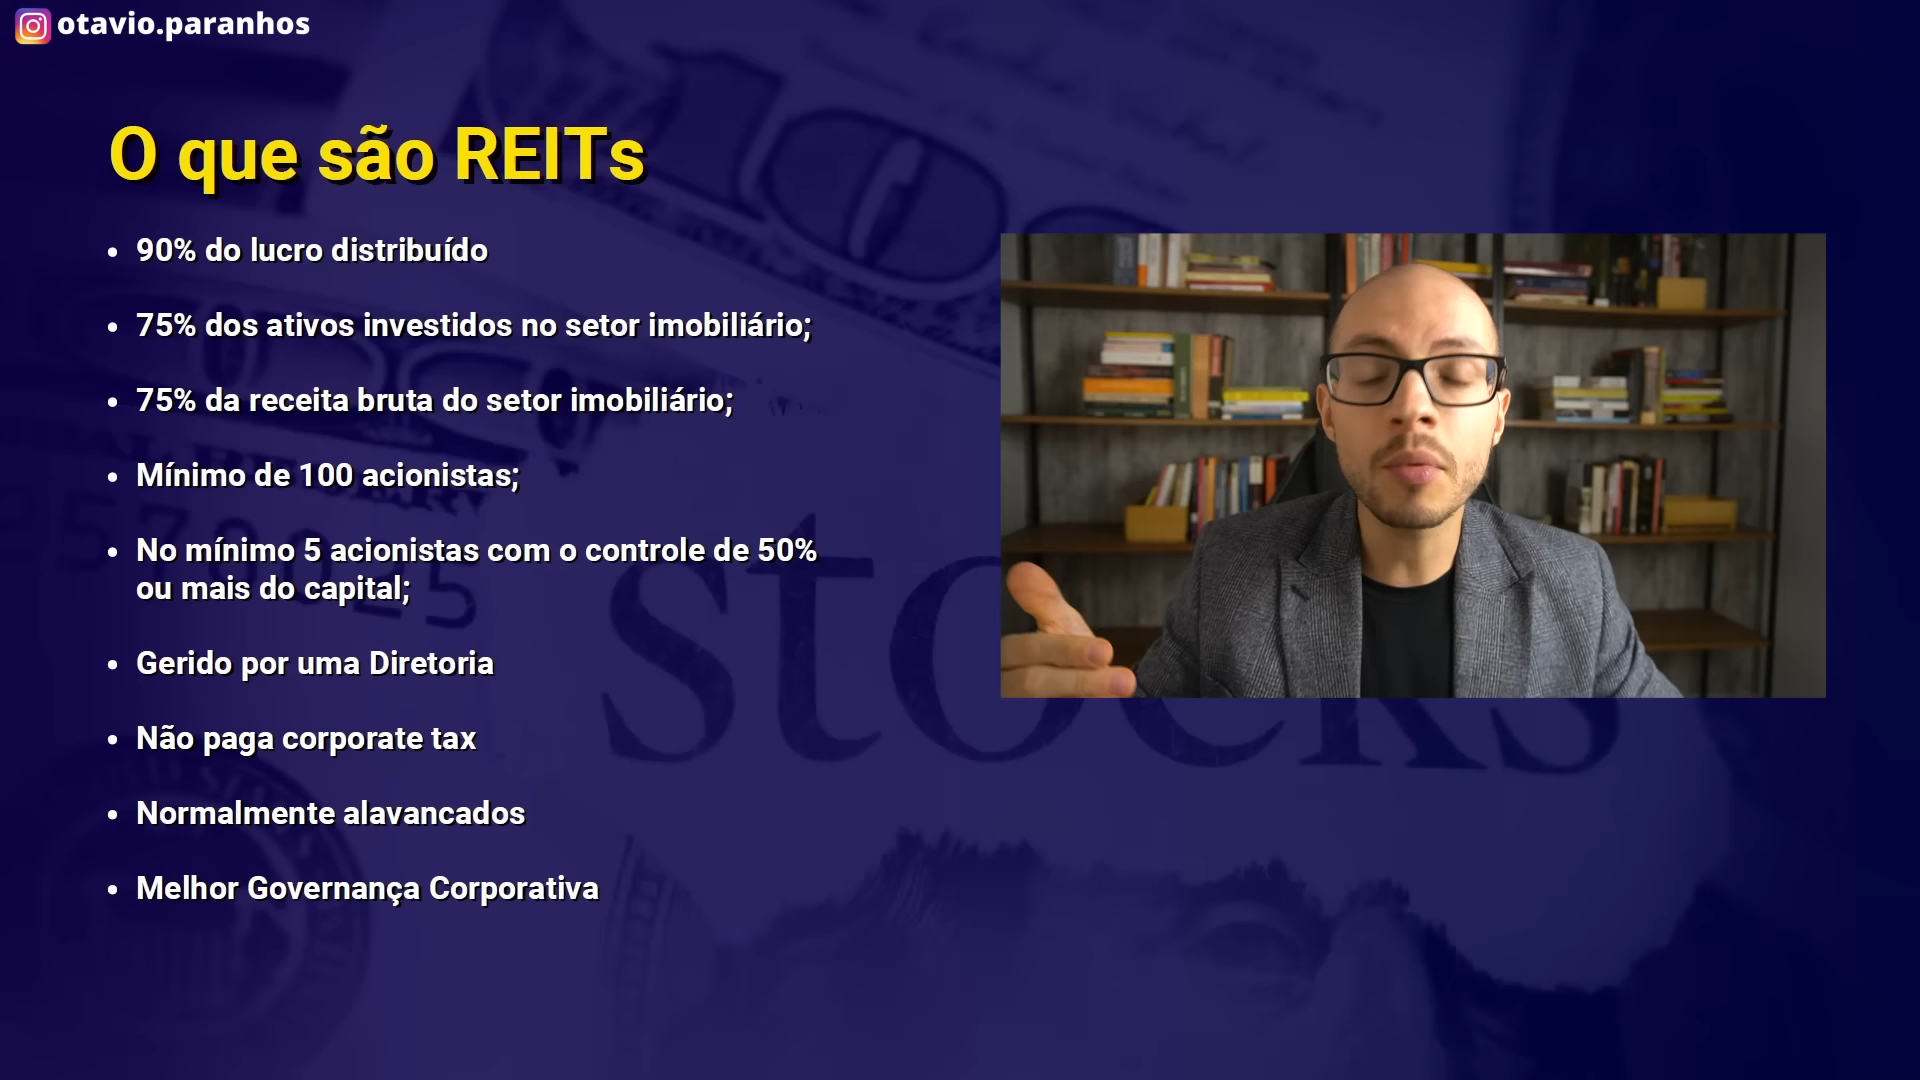 otavio.paranhos
O que são REITs
• 90% do lucro distribuído
• 75% dos ativos investidos no setor imobiliário;
• 75% da receita bruta do setor imobiliário;
• Mínimo de 100 acionistas;
• No mínimo 5 acionistas com o controle de 50%
ou mais do capital;
• Gerido por uma Diretoria
• Não paga corporate tax
• Normalmente alavancados
• Melhor Governança Corporativa
stocks